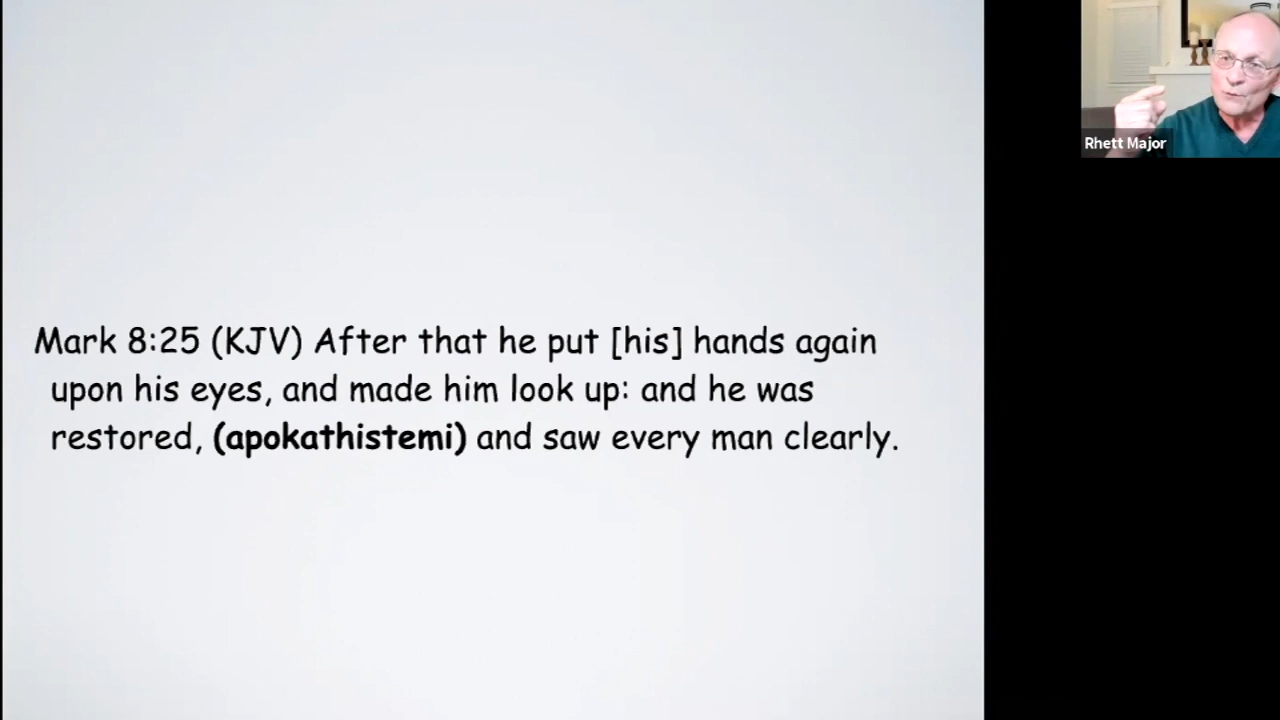 Mark 8:25 (KJV) After that he put [his] hands again
upon his eyes, and made him look up: and he was
restored, (apokathistemi) and saw every man clearly.
Rhett Major